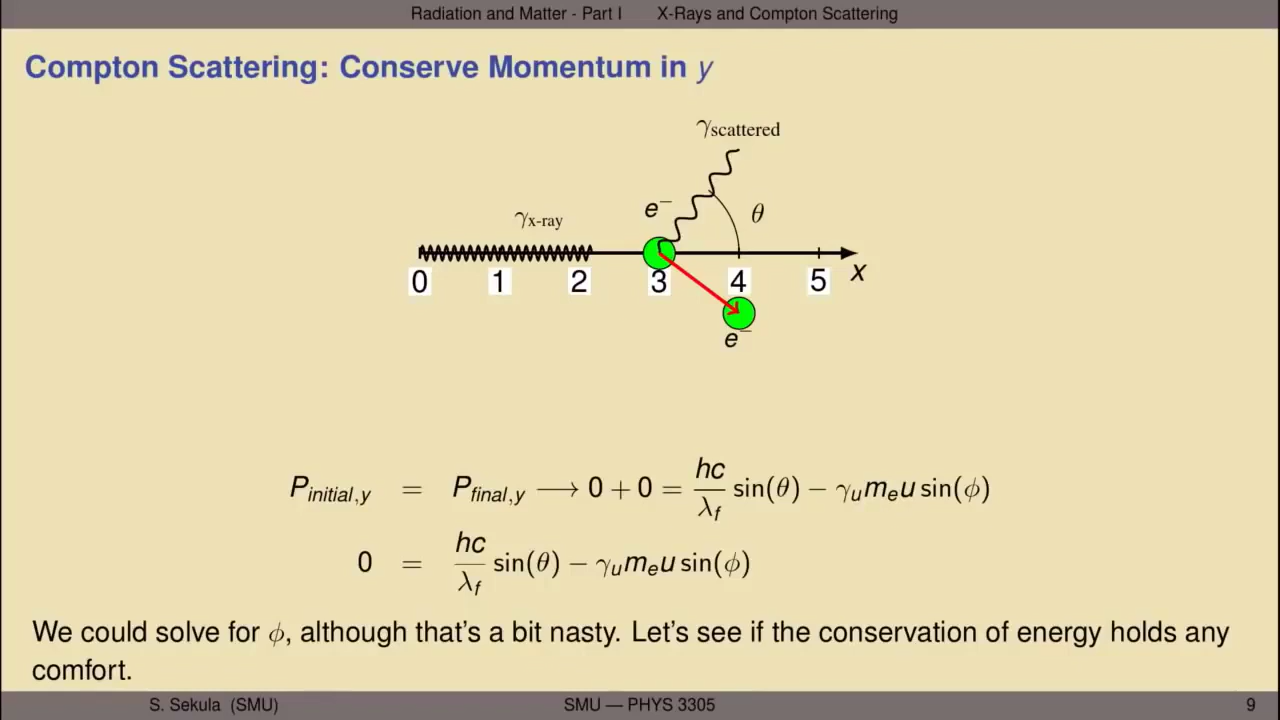 Radiation and Matter - Part I X-Rays and Compton Scattering
Compton Scattering: Conserve Momentum in y
γscattered
e⁻
θ
γx-ray
0 1 2 3 4 5 x
e⁻
P_initial,y = P_final,y ⟶ 0 + 0 = hc/λ_f sin(θ) − γ_u m_e u sin(ϕ)
0 = hc/λ_f sin(θ) − γ_u m_e u sin(ϕ)
We could solve for ϕ, although that's a bit nasty. Let's see if the conservation of energy holds any
comfort.
S. Sekula (SMU) SMU — PHYS 3305 9